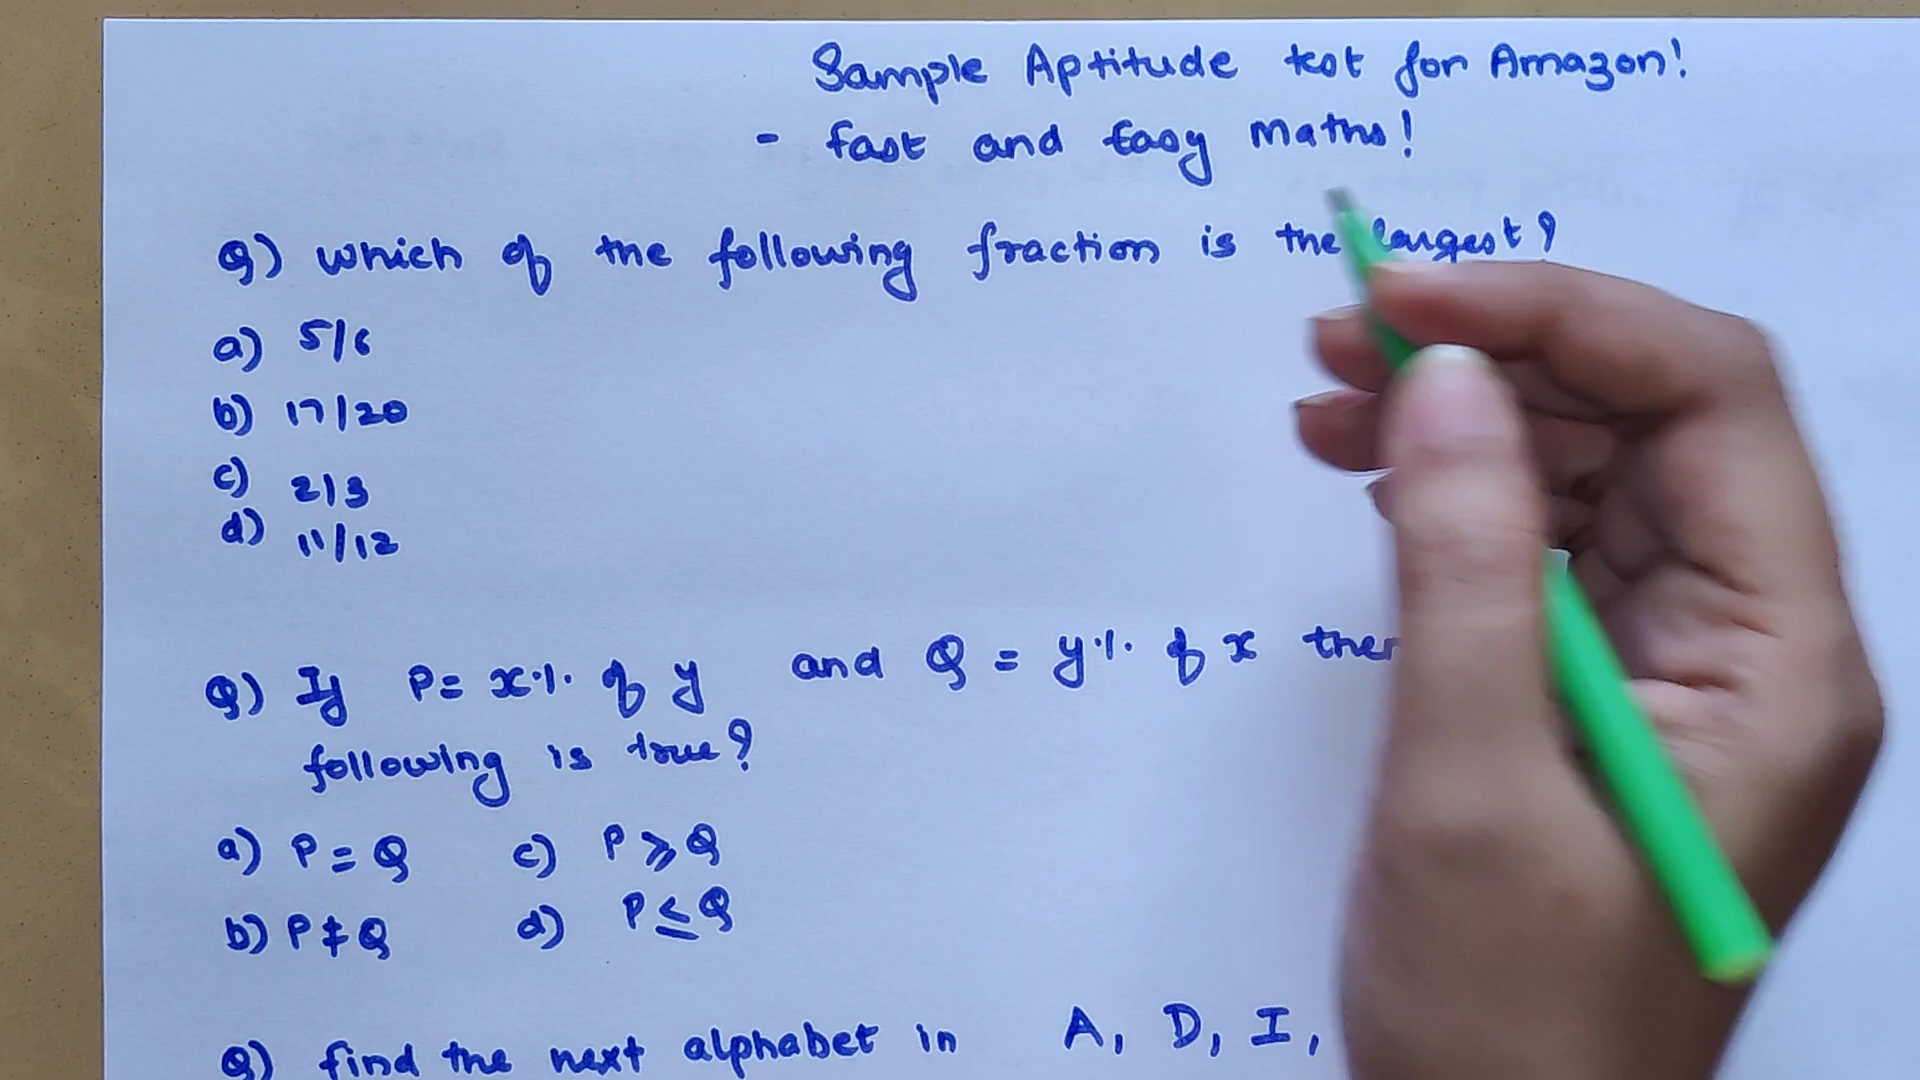 Sample Aptitude test for Amazon!
- fast and Easy maths!
Q) which of the following fraction is the largest?
a) 5/6
b) 17/20
c) 2/3
d) 11/12
Q) If P = x% of y and Q = y% of x then
following is true?
a) P = Q c) P ⩾ Q
b) P ≠ Q d) P ≤ Q
Q) find the next alphabet in A, D, I,